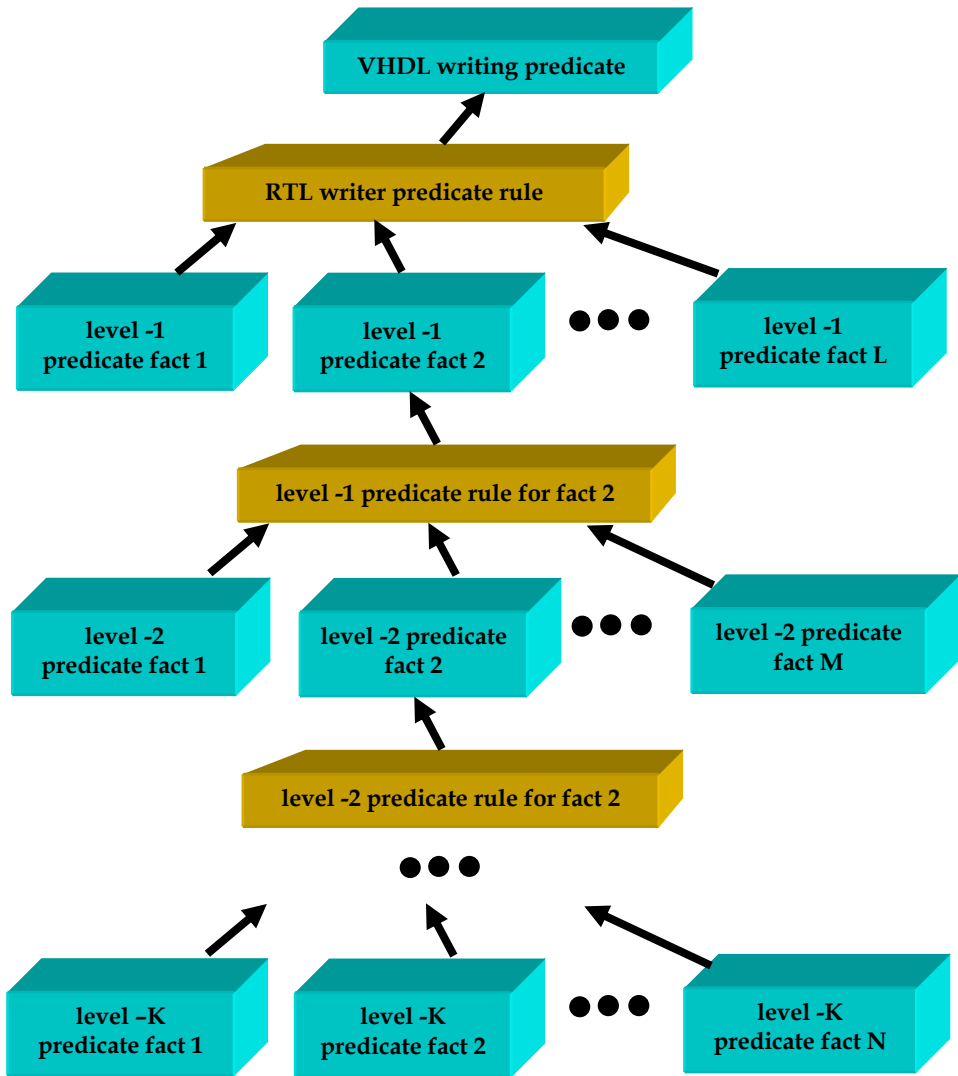 VHDL writing predicate
RTL writer predicate rule
level -1
predicate fact 1
level -1
predicate fact 2
level -1
predicate fact L
level -1 predicate rule for fact 2
level -2
predicate fact 1
level -2 predicate
fact 2
level -2 predicate
fact M
level -2 predicate rule for fact 2
level –K
predicate fact 1
level -K
predicate fact 2
level -K
predicate fact N